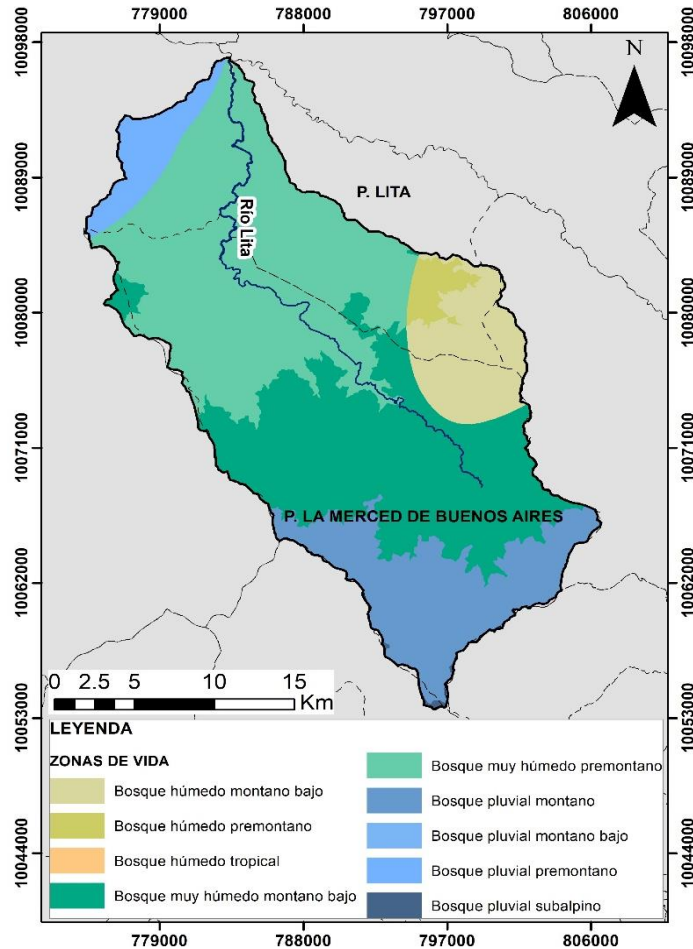 779000 788000 797000 806000
10098000 10098000
N
10089000 10089000
P. LITA
Río Lita
10080000 10080000
10071000 10071000
P. LA MERCED DE BUENOS AIRES
10062000 10062000
0 2.5 5 10 15
Km
10053000 10053000
LEYENDA
ZONAS DE VIDA
Bosque húmedo montano bajo
Bosque húmedo premontano
Bosque húmedo tropical
Bosque muy húmedo montano bajo
Bosque muy húmedo premontano
Bosque pluvial montano
Bosque pluvial montano bajo
Bosque pluvial premontano
Bosque pluvial subalpino
10044000 10044000
779000 788000 797000 806000